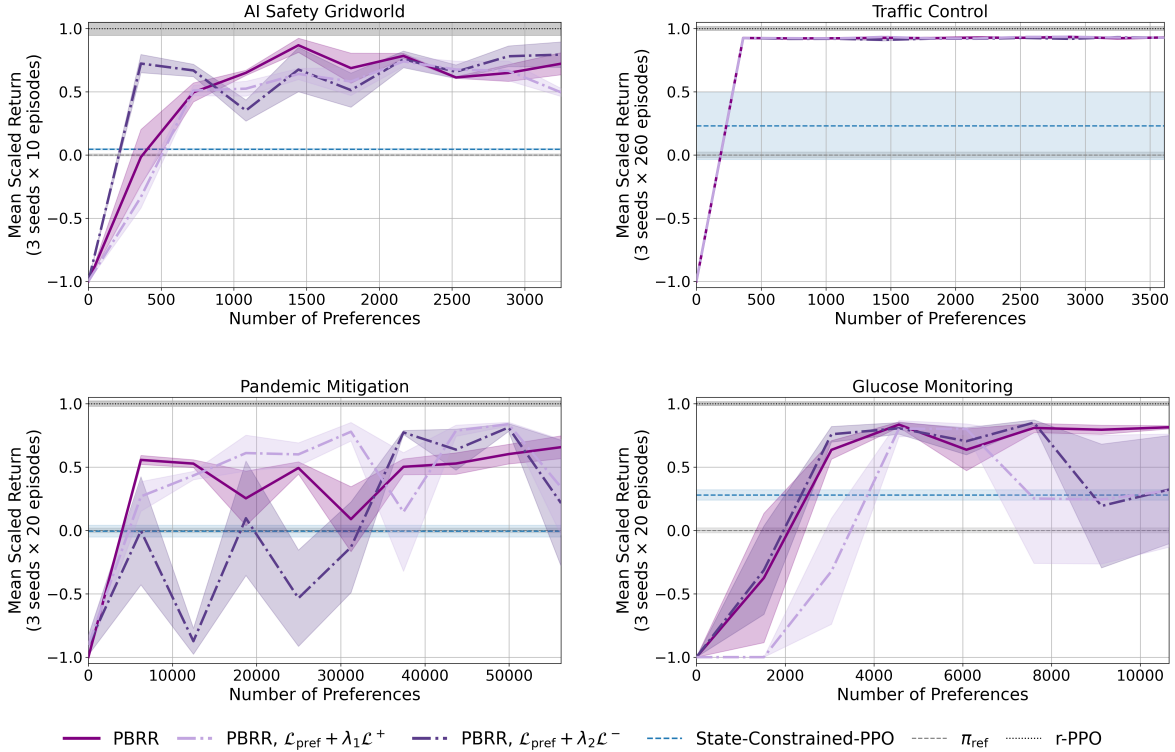 AI Safety Gridworld
Mean Scaled Return
(3 seeds × 10 episodes)
1.0
0.5
0.0
−0.5
−1.0
0 500 1000 1500 2000 2500 3000
Number of Preferences
Traffic Control
Mean Scaled Return
(3 seeds × 260 episodes)
1.0
0.5
0.0
−0.5
−1.0
0 500 1000 1500 2000 2500 3000 3500
Number of Preferences
Pandemic Mitigation
Mean Scaled Return
(3 seeds × 20 episodes)
1.0
0.5
0.0
−0.5
−1.0
0 10000 20000 30000 40000 50000
Number of Preferences
Glucose Monitoring
Mean Scaled Return
(3 seeds × 20 episodes)
1.0
0.5
0.0
−0.5
−1.0
0 2000 4000 6000 8000 10000
Number of Preferences
PBRR PBRR, ℒpref + λ₁ℒ⁺ PBRR, ℒpref + λ₂ℒ⁻ State-Constrained-PPO πref r-PPO